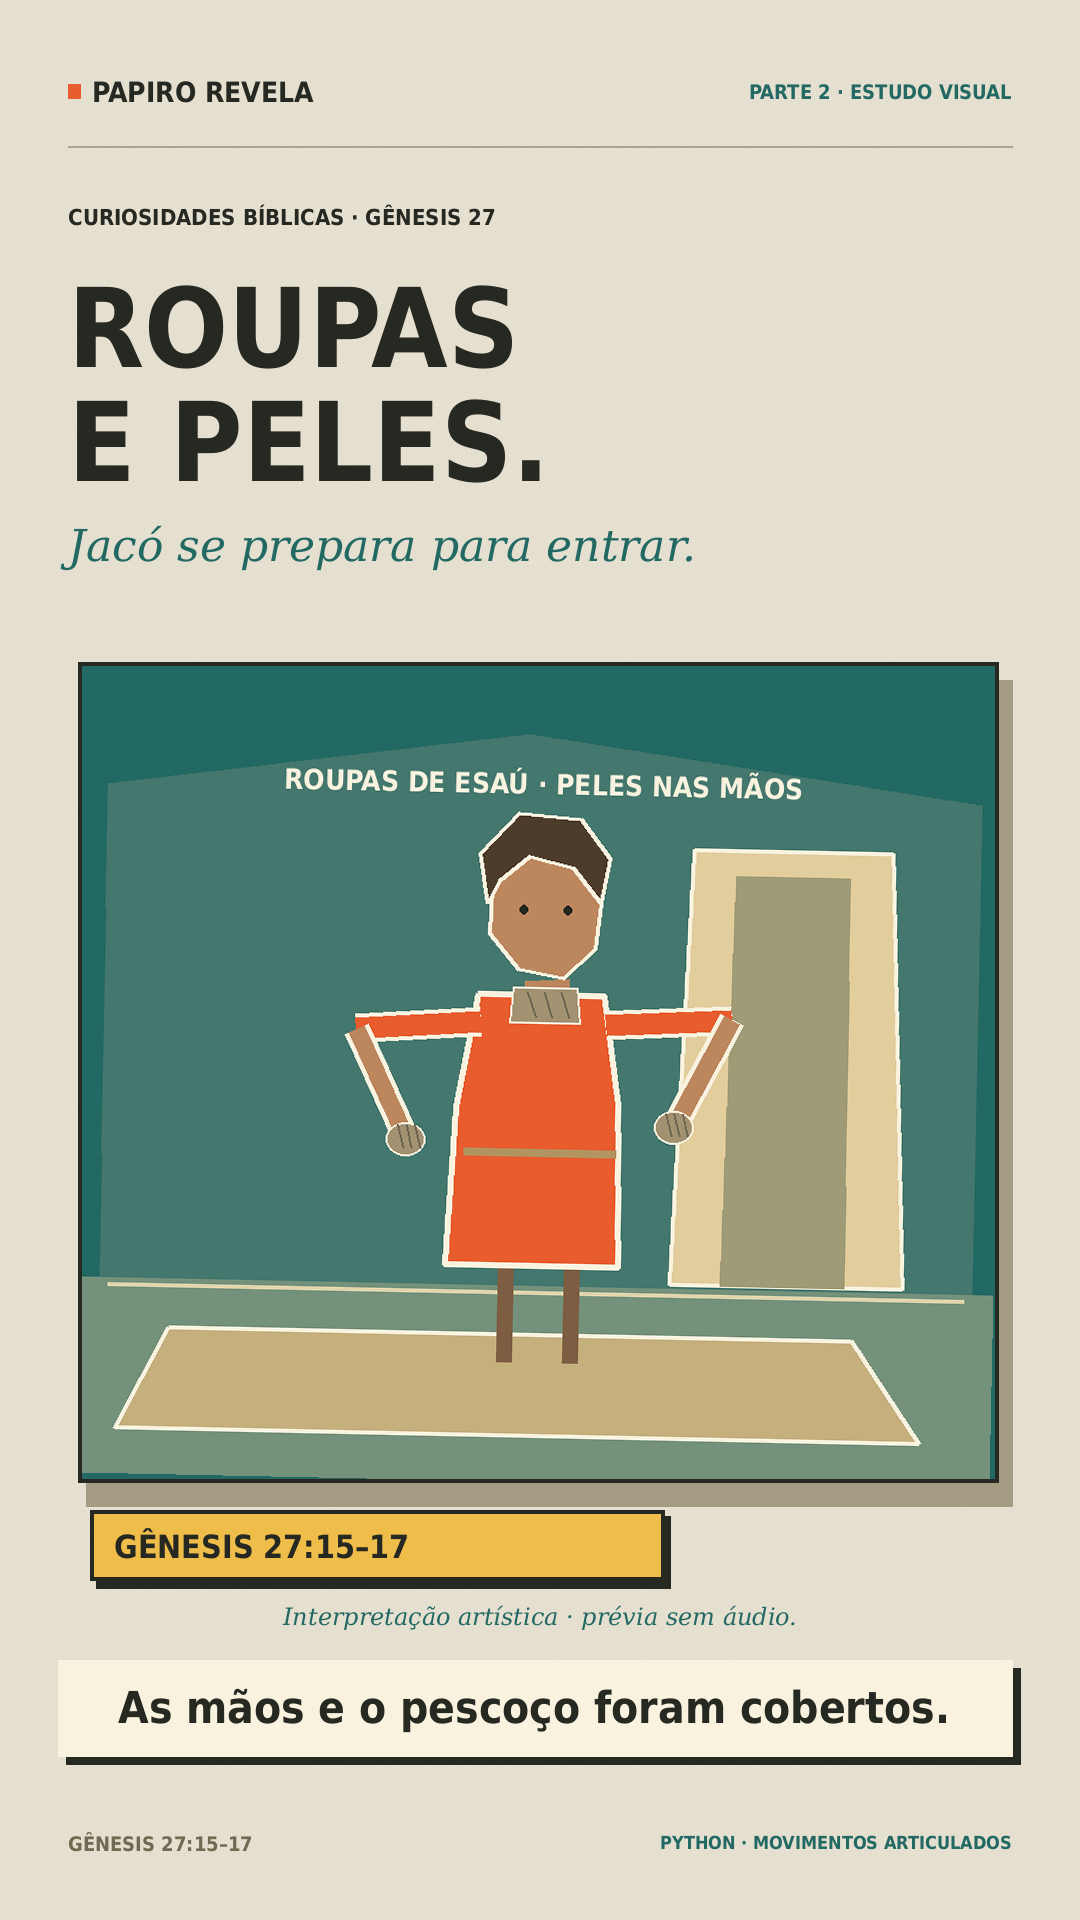 PAPIRO REVELA
PARTE 2 · ESTUDO VISUAL
CURIOSIDADES BÍBLICAS · GÊNESIS 27
ROUPAS
E PELES.
Jacó se prepara para entrar.
ROUPAS DE ESAÚ · PELES NAS MÃOS
GÊNESIS 27:15–17
Interpretação artística · prévia sem áudio.
As mãos e o pescoço foram cobertos.
GÊNESIS 27:15–17
PYTHON · MOVIMENTOS ARTICULADOS